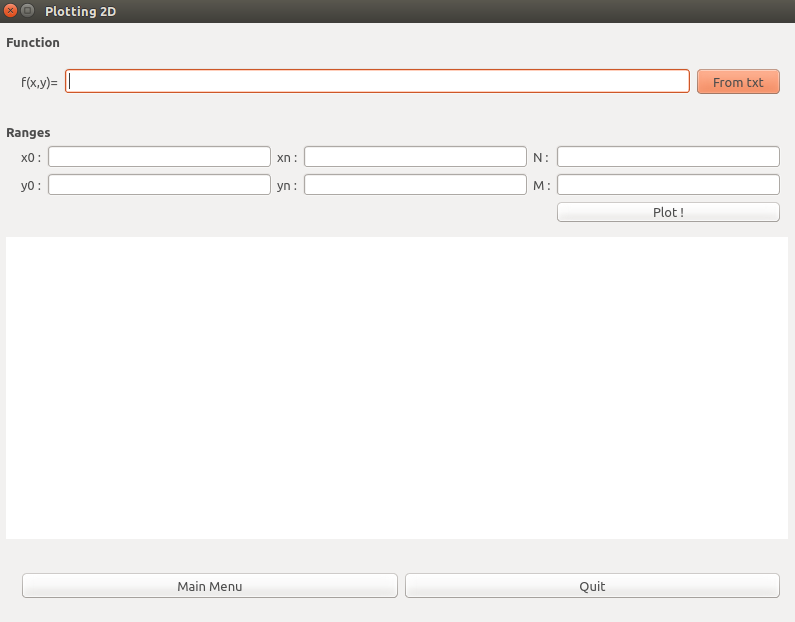 Plotting 2D
Function
f(x,y)= From txt
Ranges
x0 : xn : N :
y0 : yn : M :
Plot !
Main Menu Quit